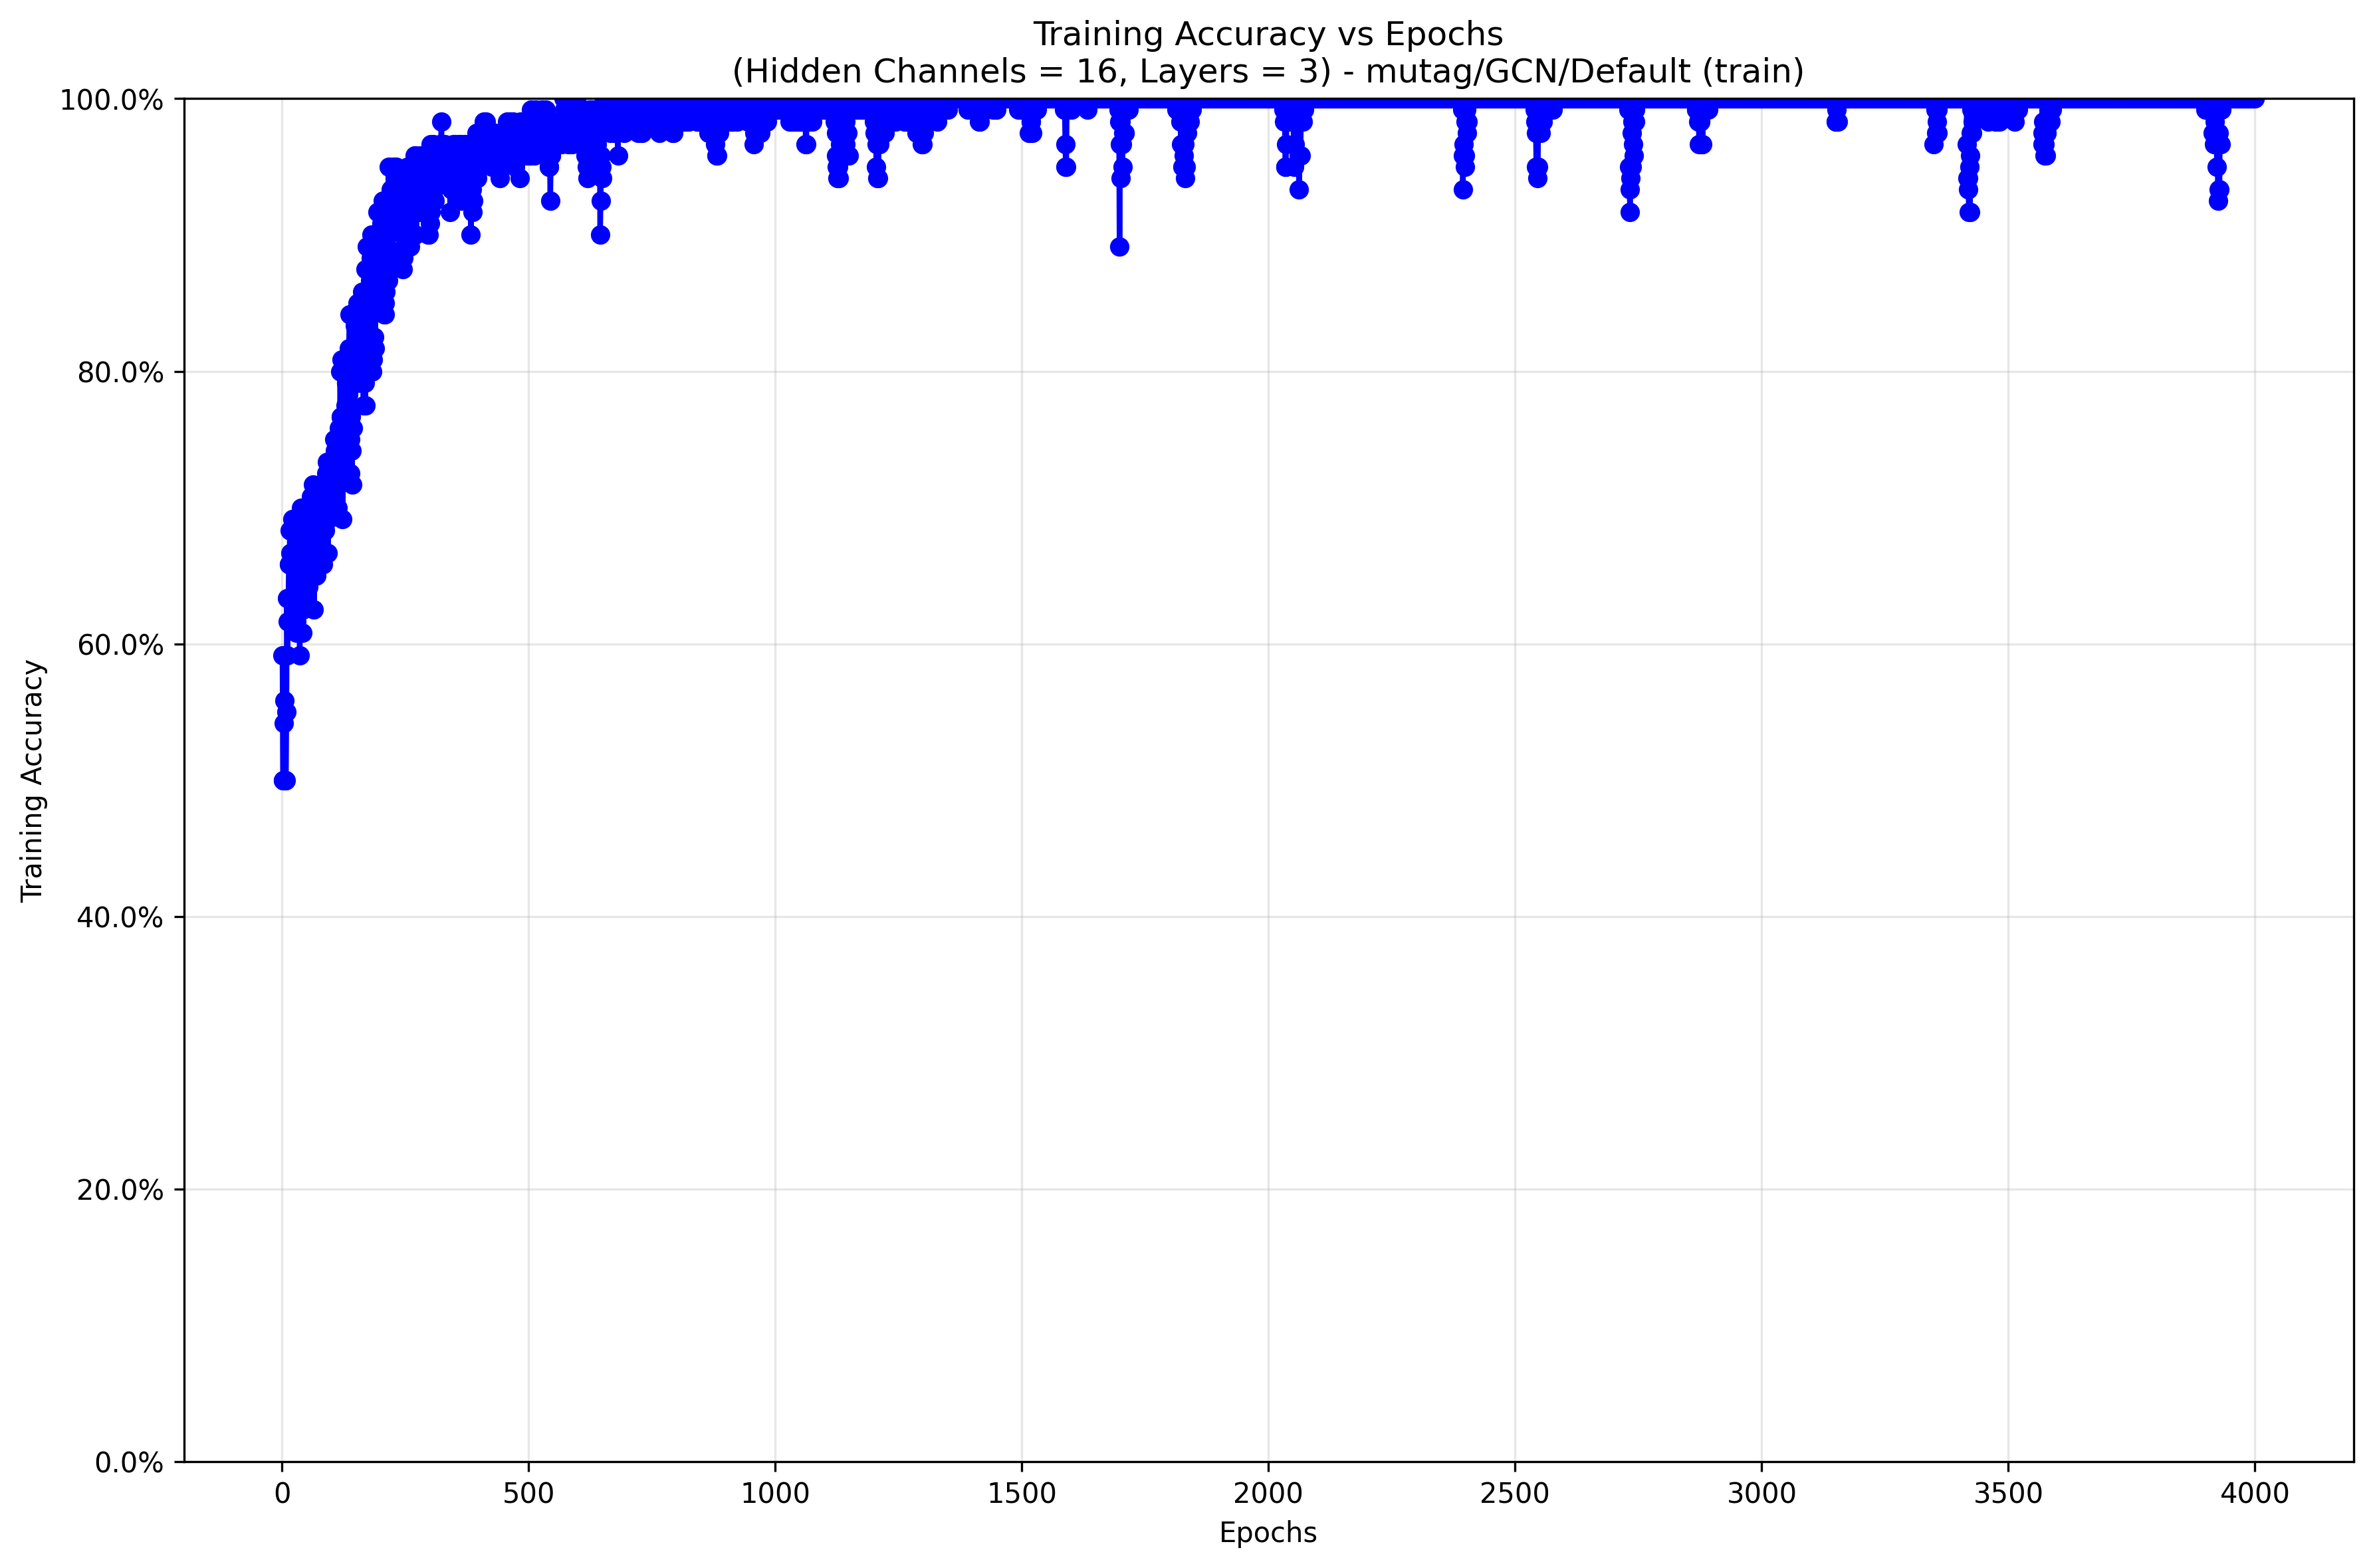 Training Accuracy vs Epochs
(Hidden Channels = 16, Layers = 3) - mutag/GCN/Default (train)
100.0%
80.0%
60.0%
40.0%
20.0%
0.0%
Training Accuracy
0 500 1000 1500 2000 2500 3000 3500 4000
Epochs